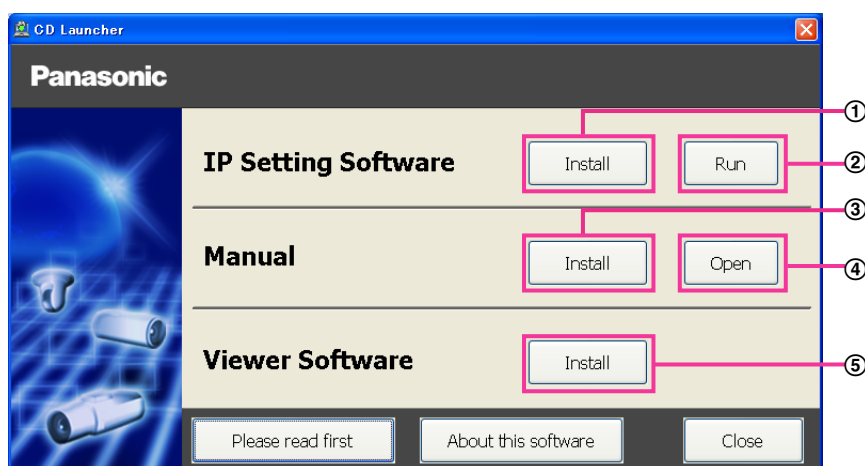 CD Launcher
Panasonic
①
IP Setting Software Install Run ②
③
Manual Install Open ④
Viewer Software Install ⑤
Please read first About this software Close